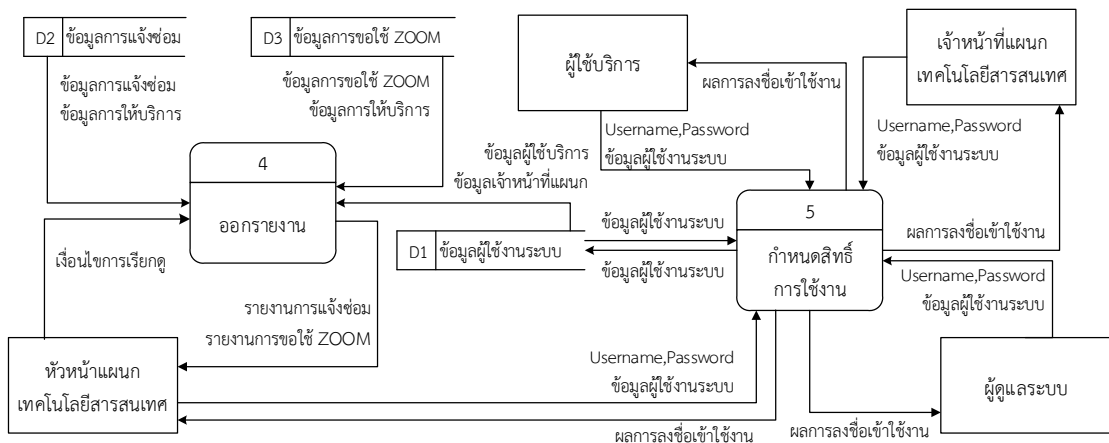 D2 ข้อมูลการแจ้งซ่อม
D3 ข้อมูลการขอใช้ ZOOM
ผู้ใช้บริการ
เจ้าหน้าที่แผนก
เทคโนโลยีสารสนเทศ
ข้อมูลการแจ้งซ่อม
ข้อมูลการให้บริการ
ข้อมูลการขอใช้ ZOOM
ข้อมูลการให้บริการ
ผลการลงชื่อเข้าใช้งาน
Username,Password
ข้อมูลผู้ใช้งานระบบ
Username,Password
ข้อมูลผู้ใช้งานระบบ
4
ออกรายงาน
ข้อมูลผู้ใช้บริการ
ข้อมูลเจ้าหน้าที่แผนก
D1 ข้อมูลผู้ใช้งานระบบ
ข้อมูลผู้ใช้งานระบบ
ข้อมูลผู้ใช้งานระบบ
5
กำหนดสิทธิ์
การใช้งาน
ผลการลงชื่อเข้าใช้งาน
เงื่อนไขการเรียกดู
Username,Password
ข้อมูลผู้ใช้งานระบบ
รายงานการแจ้งซ่อม
รายงานการขอใช้ ZOOM
หัวหน้าแผนก
เทคโนโลยีสารสนเทศ
Username,Password
ข้อมูลผู้ใช้งานระบบ
ผู้ดูแลระบบ
ผลการลงชื่อเข้าใช้งาน
ผลการลงชื่อเข้าใช้งาน